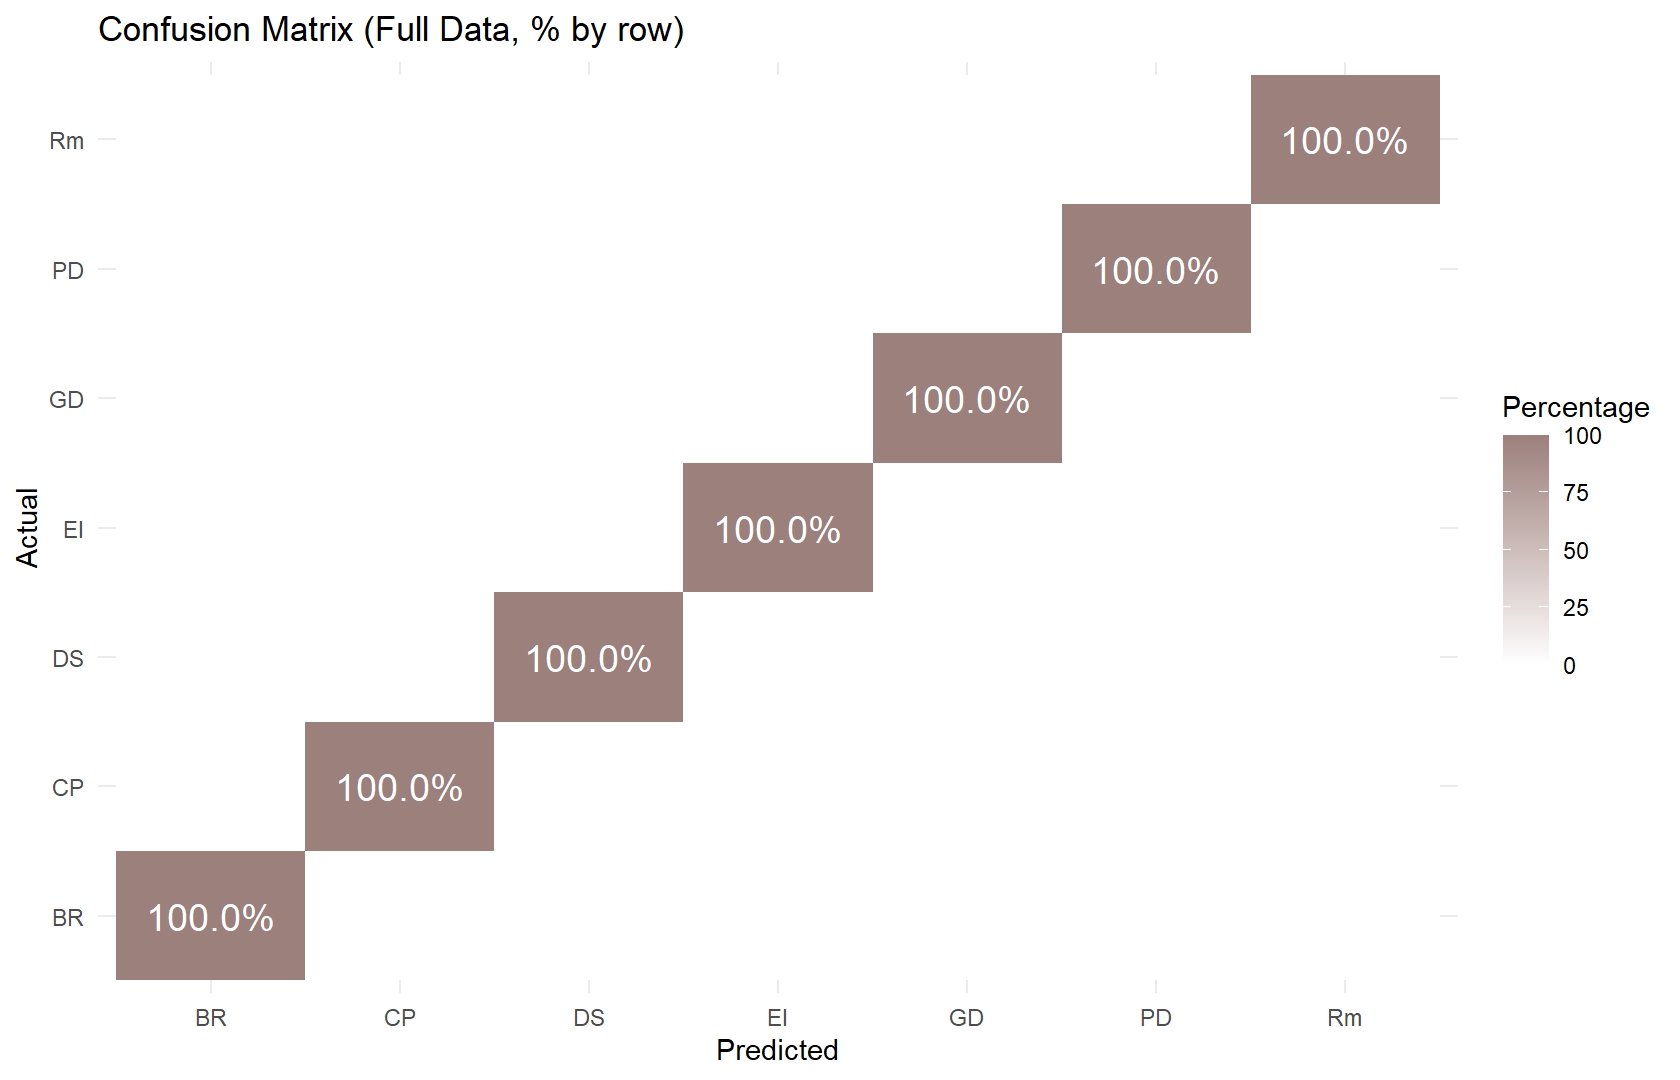 Confusion Matrix (Full Data, % by row)
Rm
100.0%
PD
100.0%
GD
100.0%
EI
100.0%
DS
100.0%
CP
100.0%
BR
100.0%
Actual
BR CP DS EI GD PD Rm
Predicted
Percentage
100
75
50
25
0